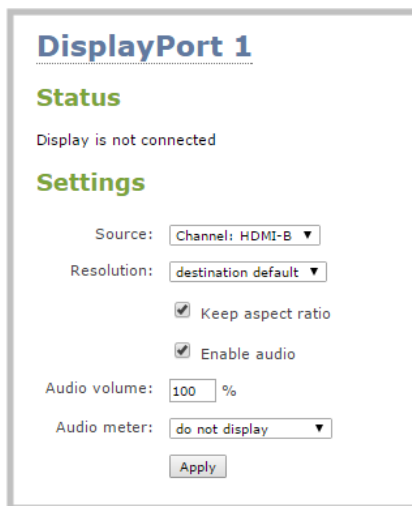 DisplayPort 1
Status
Display is not connected
Settings
Source: Channel: HDMI-B
Resolution: destination default
Keep aspect ratio
Enable audio
Audio volume: 100 %
Audio meter: do not display
Apply